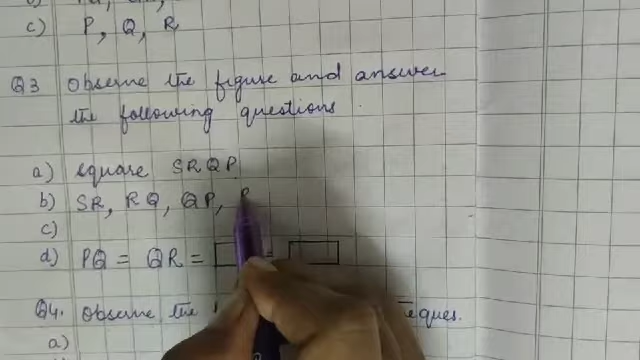 c) P, Q, R
Q3 Observe the figure and answer
the following questions.
a) square SRQP
b) SR, RQ, QP, P
c)
d) PQ = QR = =
Q4. Observe the ques.
a)